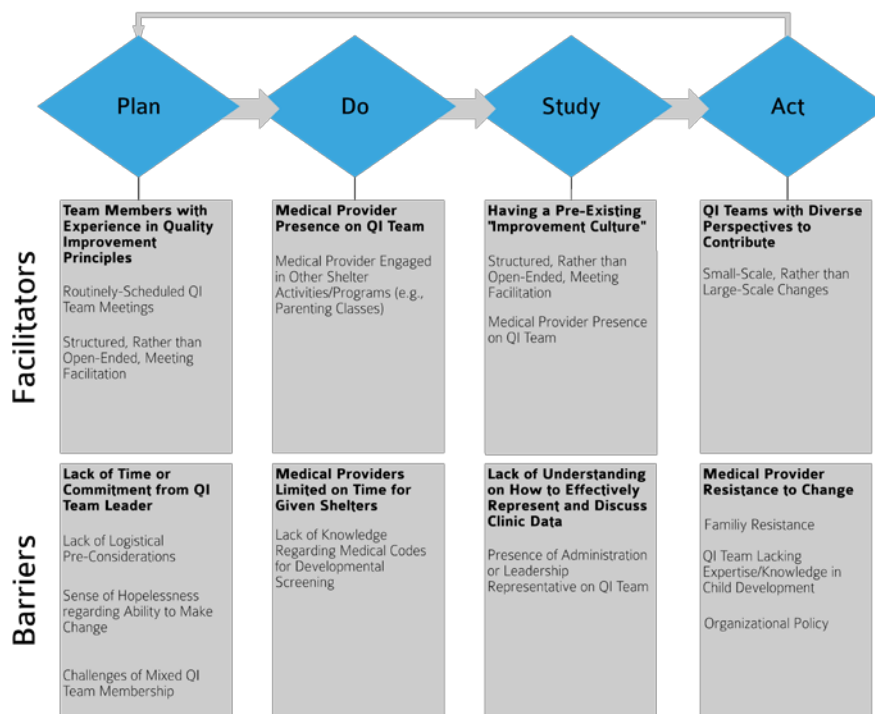 Plan
Do
Study
Act
Facilitators
Team Members with
Experience in Quality
Improvement
Principles
Routinely-Scheduled QI
Team Meetings
Structured, Rather than
Open-Ended, Meeting
Facilitation
Medical Provider
Presence on QI Team
Medical Provider Engaged
in Other Shelter
Activities/Programs (e.g.,
Parenting Classes)
Having a Pre-Existing
"Improvement Culture"
Structured, Rather than
Open-Ended, Meeting
Facilitation
Medical Provider Presence
on QI Team
QI Teams with Diverse
Perspectives to
Contribute
Small-Scale, Rather than
Large-Scale Changes
Barriers
Lack of Time or
Commitment from QI
Team Leader
Lack of Logistical
Pre-Considerations
Sense of Hopelessness
regarding Ability to Make
Change
Challenges of Mixed QI
Team Membership
Medical Providers
Limited on Time for
Given Shelters
Lack of Knowledge
Regarding Medical Codes
for Developmental
Screening
Lack of Understanding
on How to Effectively
Represent and Discuss
Clinic Data
Presence of Administration
or Leadership
Representative on QI Team
Medical Provider
Resistance to Change
Familiy Resistance
QI Team Lacking
Expertise/Knowledge in
Child Development
Organizational Policy